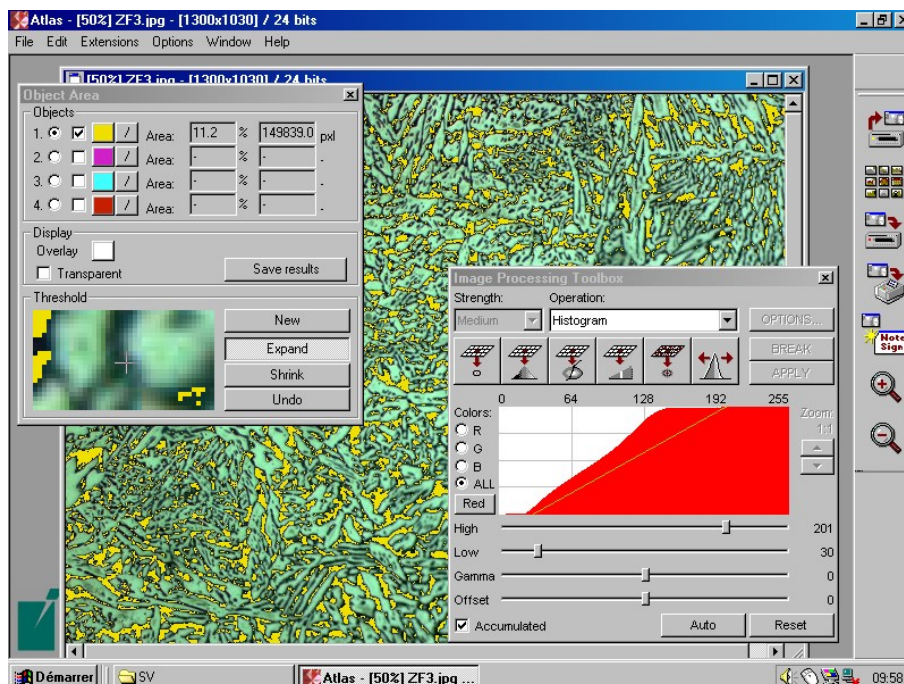 Atlas - [50%] ZF3.jpg - [1300x1030] / 24 bits
File Edit Extensions Options Window Help
[50%] ZF3.jpg - [1300x1030] / 24 bits
Object Area
Objects
1. Area: 11.2 % 149839.0 pxl
2. Area: - % - -
3. Area: - % - -
4. Area: - % - -
Display
Overlay
Transparent
Save results
Threshold
New
Expand
Shrink
Undo
Image Processing Toolbox
Strength: Operation:
Medium Histogram OPTIONS...
BREAK
APPLY
0 64 128 192 255
Colors: Zoom:
R 1:1
G
B
ALL
Red
High 201
Low 30
Gamma 0
Offset 0
Accumulated Auto Reset
Note
Sign
Démarrer SV Atlas - [50%] ZF3.jpg ... 09:58